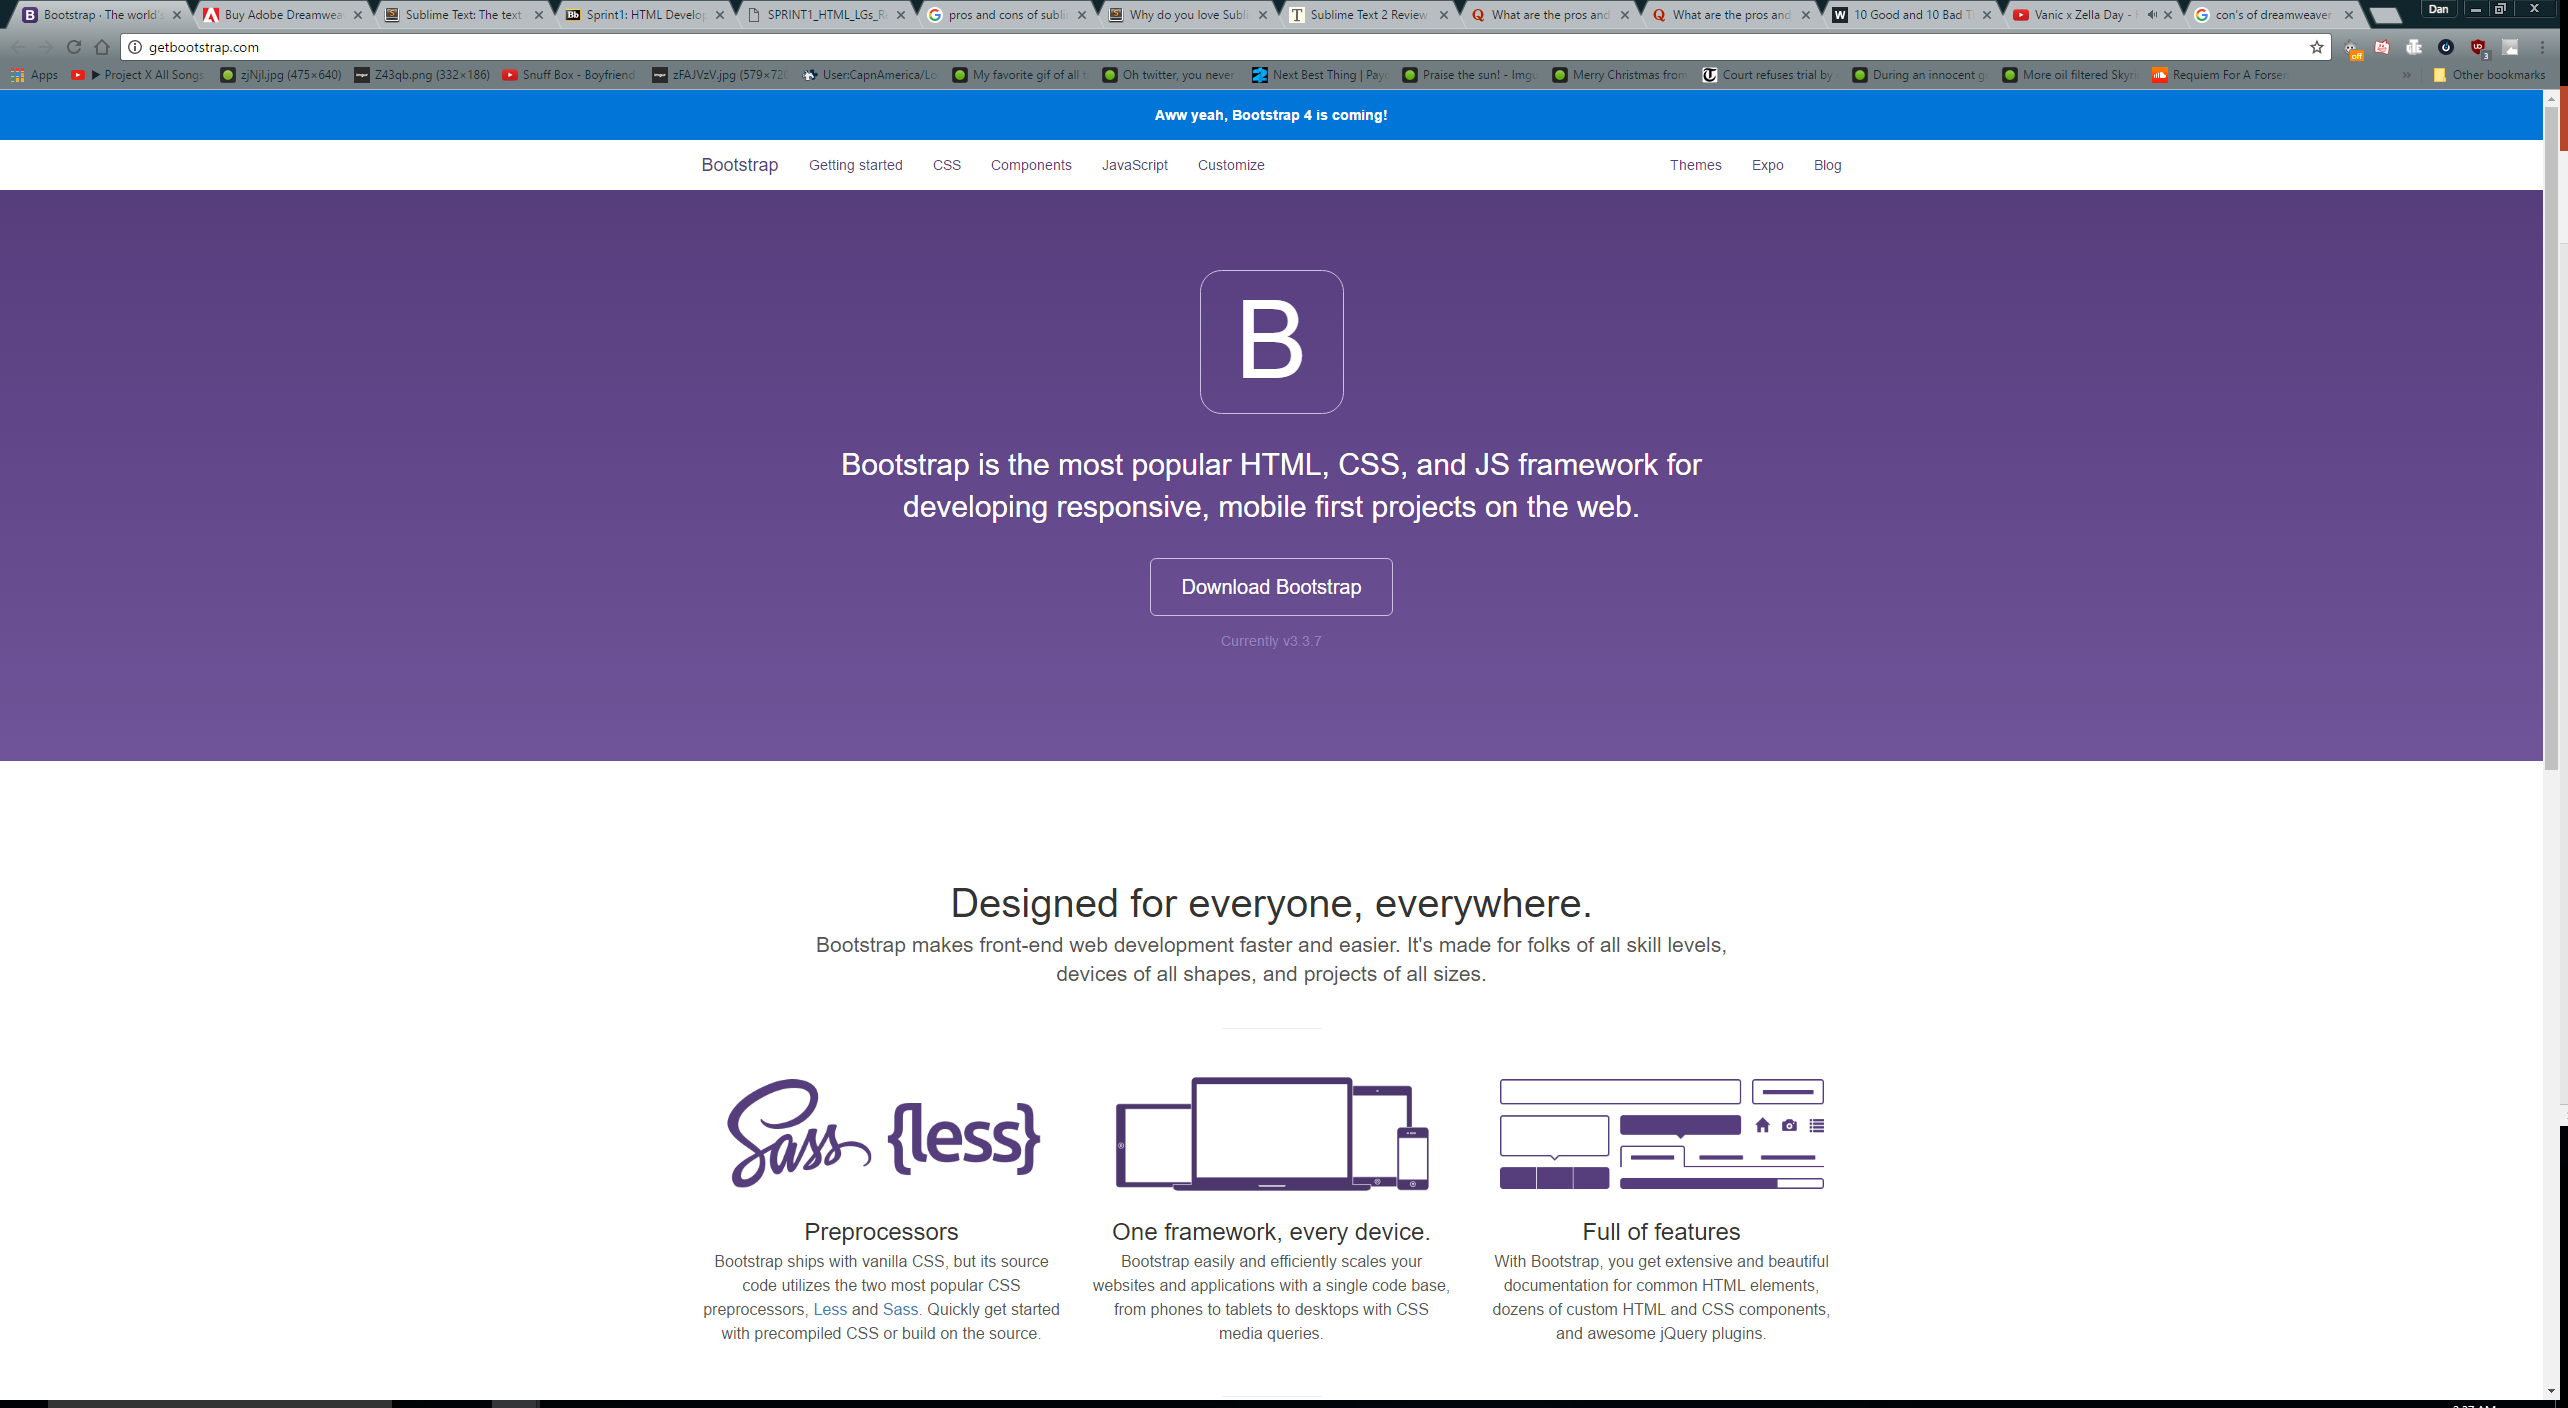 Bootstrap · The world's
Buy Adobe Dreamwea
Sublime Text: The text
Sprint1: HTML Develop
SPRINT1_HTML_LGs_R
pros and cons of subli
Why do you love Subl
Sublime Text 2 Review
What are the pros and
What are the pros and
10 Good and 10 Bad T
Vanic x Zella Day -
con's of dreamweaver
Dan
getbootstrap.com
off
3
Apps
▶ Project X All Songs
zjNjl.jpg (475×640)
Z43qb.png (332×186)
Snuff Box - Boyfriend
zFAJVzV.jpg (579×720
User:CapnAmerica/Lo
My favorite gif of all t
Oh twitter, you never
Next Best Thing | Pay
Praise the sun! - Imgu
Merry Christmas from
Court refuses trial by
During an innocent g
More oil filtered Skyri
Requiem For A Forsen
»
Other bookmarks
Aww yeah, Bootstrap 4 is coming!
Bootstrap
Getting started
CSS
Components
JavaScript
Customize
Themes
Expo
Blog
B
Bootstrap is the most popular HTML, CSS, and JS framework for
developing responsive, mobile first projects on the web.
Download Bootstrap
Currently v3.3.7
Designed for everyone, everywhere.
Bootstrap makes front-end web development faster and easier. It's made for folks of all skill levels,
devices of all shapes, and projects of all sizes.
Sass {less}
Preprocessors
Bootstrap ships with vanilla CSS, but its source
code utilizes the two most popular CSS
preprocessors, Less and Sass. Quickly get started
with precompiled CSS or build on the source.
One framework, every device.
Bootstrap easily and efficiently scales your
websites and applications with a single code base,
from phones to tablets to desktops with CSS
media queries.
Full of features
With Bootstrap, you get extensive and beautiful
documentation for common HTML elements,
dozens of custom HTML and CSS components,
and awesome jQuery plugins.